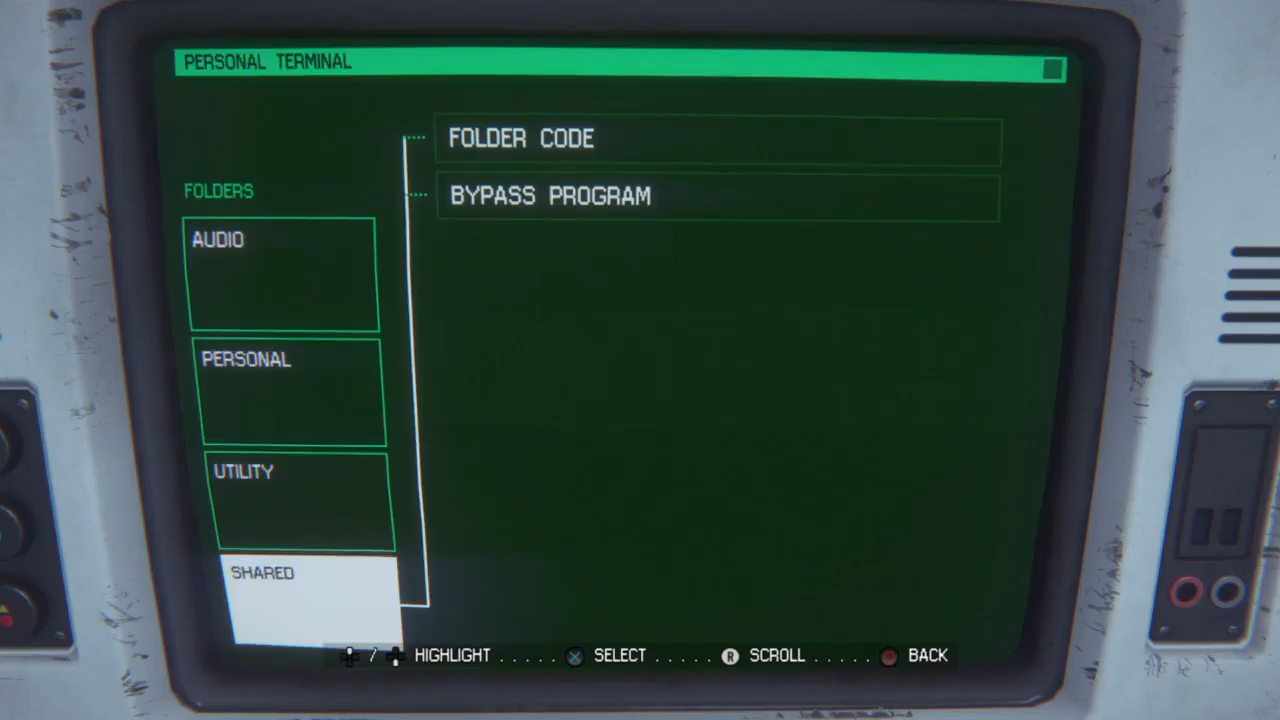 PERSONAL TERMINAL
FOLDER CODE
BYPASS PROGRAM
FOLDERS
AUDIO
PERSONAL
UTILITY
SHARED
/ HIGHLIGHT ..... SELECT ..... R SCROLL ...... BACK